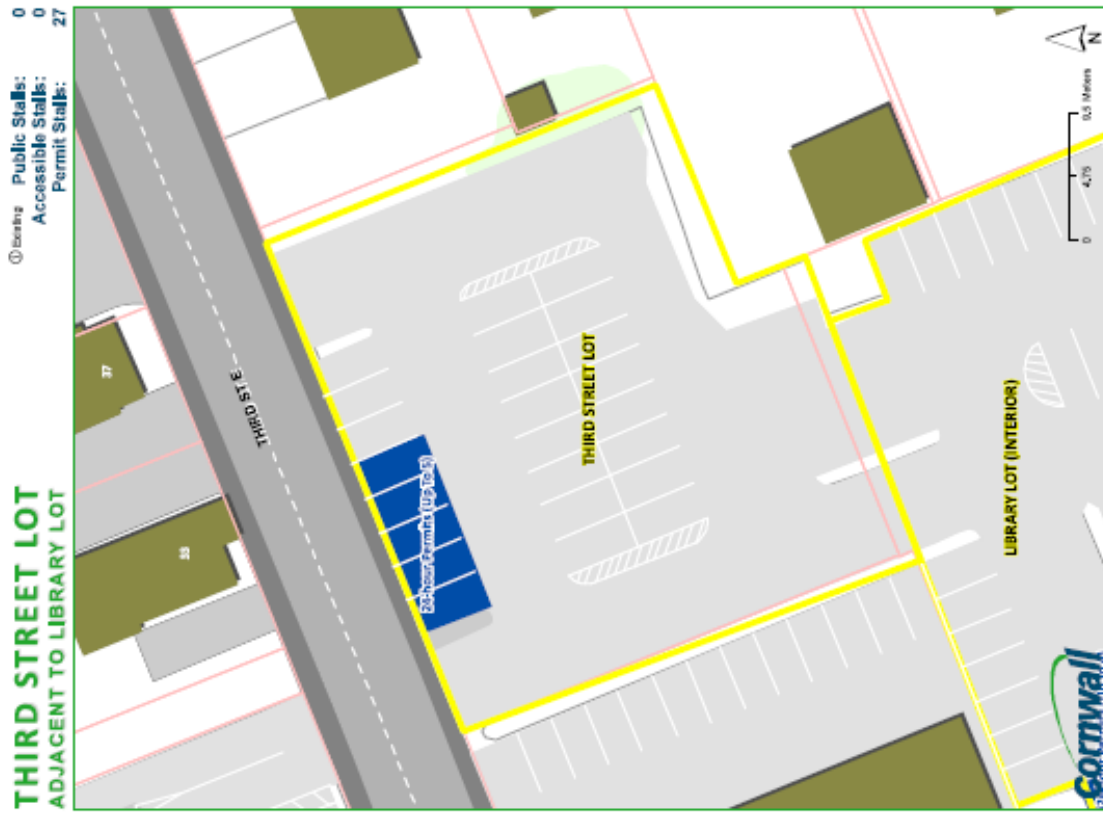 THIRD STREET LOT
ADJACENT TO LIBRARY LOT
① Existing Public Stalls: 0
Accessible Stalls: 0
Permit Stalls: 27
37
THIRD ST E
33
24-hour Permits (Up To 5)
THIRD STREET LOT
LIBRARY LOT (INTERIOR)
0 4.75 9.5 Meters
N
Cornwall